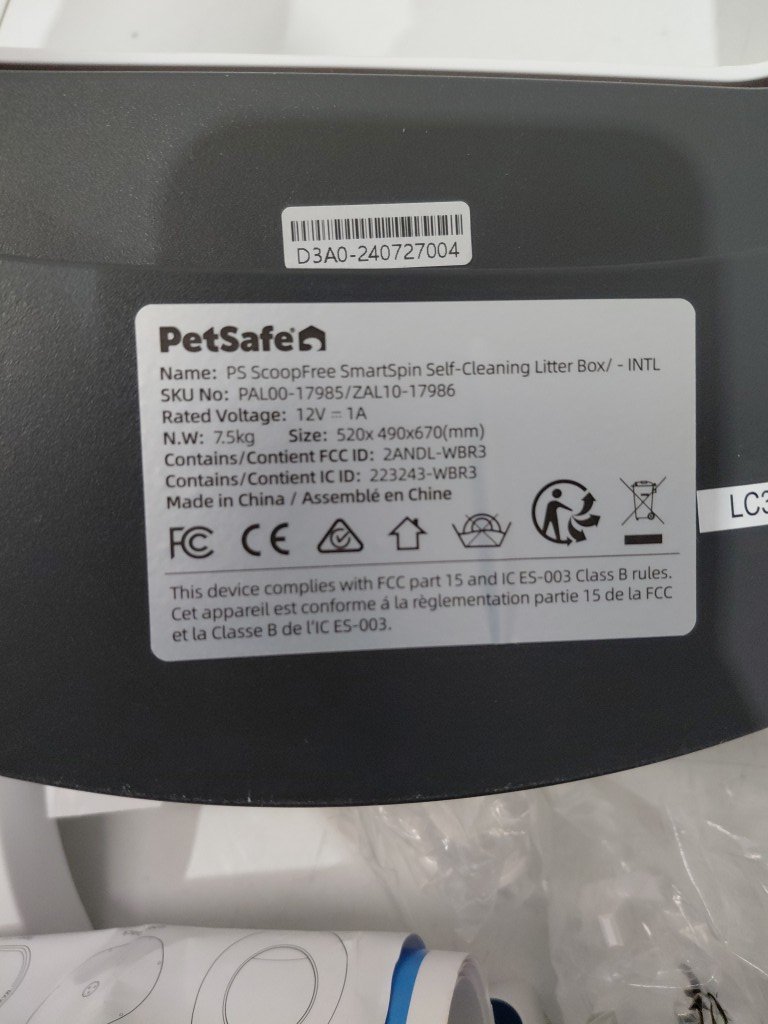 D3A0-240727004
PetSafe®
Name: PS ScoopFree SmartSpin Self-Cleaning Litter Box/ - INTL
SKU No: PAL00-17985/ZAL10-17986
Rated Voltage: 12V ⎓ 1A
N.W: 7.5kg Size: 520x 490x670(mm)
Contains/Contient FCC ID: 2ANDL-WBR3
Contains/Contient IC ID: 223243-WBR3
Made in China / Assemblé en Chine
LC3
FC CE
This device complies with FCC part 15 and IC ES-003 Class B rules.
Cet appareil est conforme á la règlementation partie 15 de la FCC
et la Classe B de l'IC ES-003.